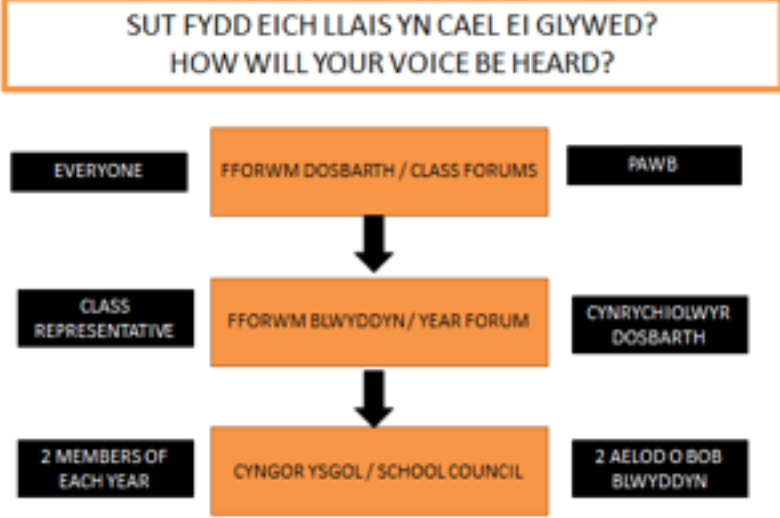 SUT FYDD EICH LLAIS YN CAEL EI GLYWED?
HOW WILL YOUR VOICE BE HEARD?
EVERYONE
FFORWM DOSBARTH / CLASS FORUMS
PAWB
CLASS
REPRESENTATIVE
FFORWM BLWYDDYN / YEAR FORUM
CYNRYCHIOLWYR
DOSBARTH
2 MEMBERS OF
EACH YEAR
CYNGOR YSGOL / SCHOOL COUNCIL
2 AELOD O BOB
BLWYDDYN